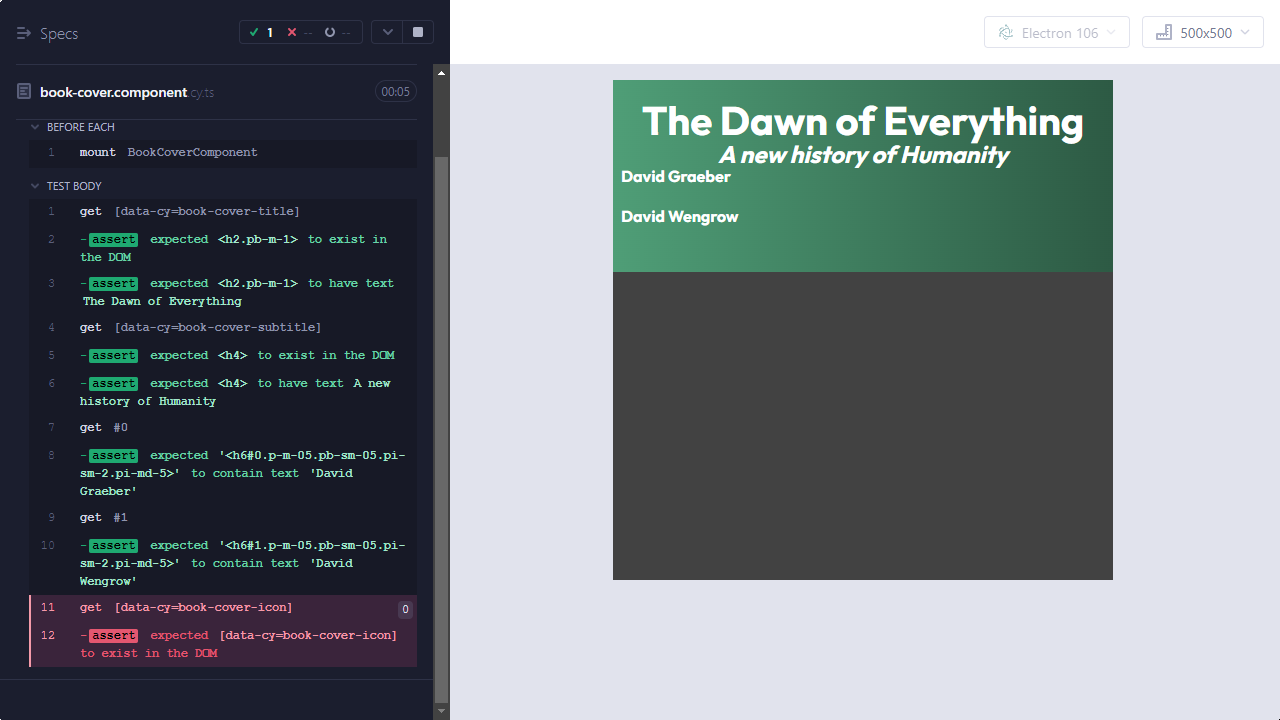 Specs
1
--
--
Electron 106
500x500
book-cover.component.cy.ts
00:05
BEFORE EACH
1 mount BookCoverComponent
TEST BODY
1 get [data-cy=book-cover-title]
2 -assert expected <h2.pb-m-1> to exist in
the DOM
3 -assert expected <h2.pb-m-1> to have text
The Dawn of Everything
4 get [data-cy=book-cover-subtitle]
5 -assert expected <h4> to exist in the DOM
6 -assert expected <h4> to have text A new
history of Humanity
7 get #0
8 -assert expected '<h6#0.p-m-05.pb-sm-05.pi-
sm-2.pi-md-5>' to contain text 'David
Graeber'
9 get #1
10 -assert expected '<h6#1.p-m-05.pb-sm-05.pi-
sm-2.pi-md-5>' to contain text 'David
Wengrow'
11 get [data-cy=book-cover-icon] 0
12 -assert expected [data-cy=book-cover-icon]
to exist in the DOM
The Dawn of Everything
A new history of Humanity
David Graeber
David Wengrow